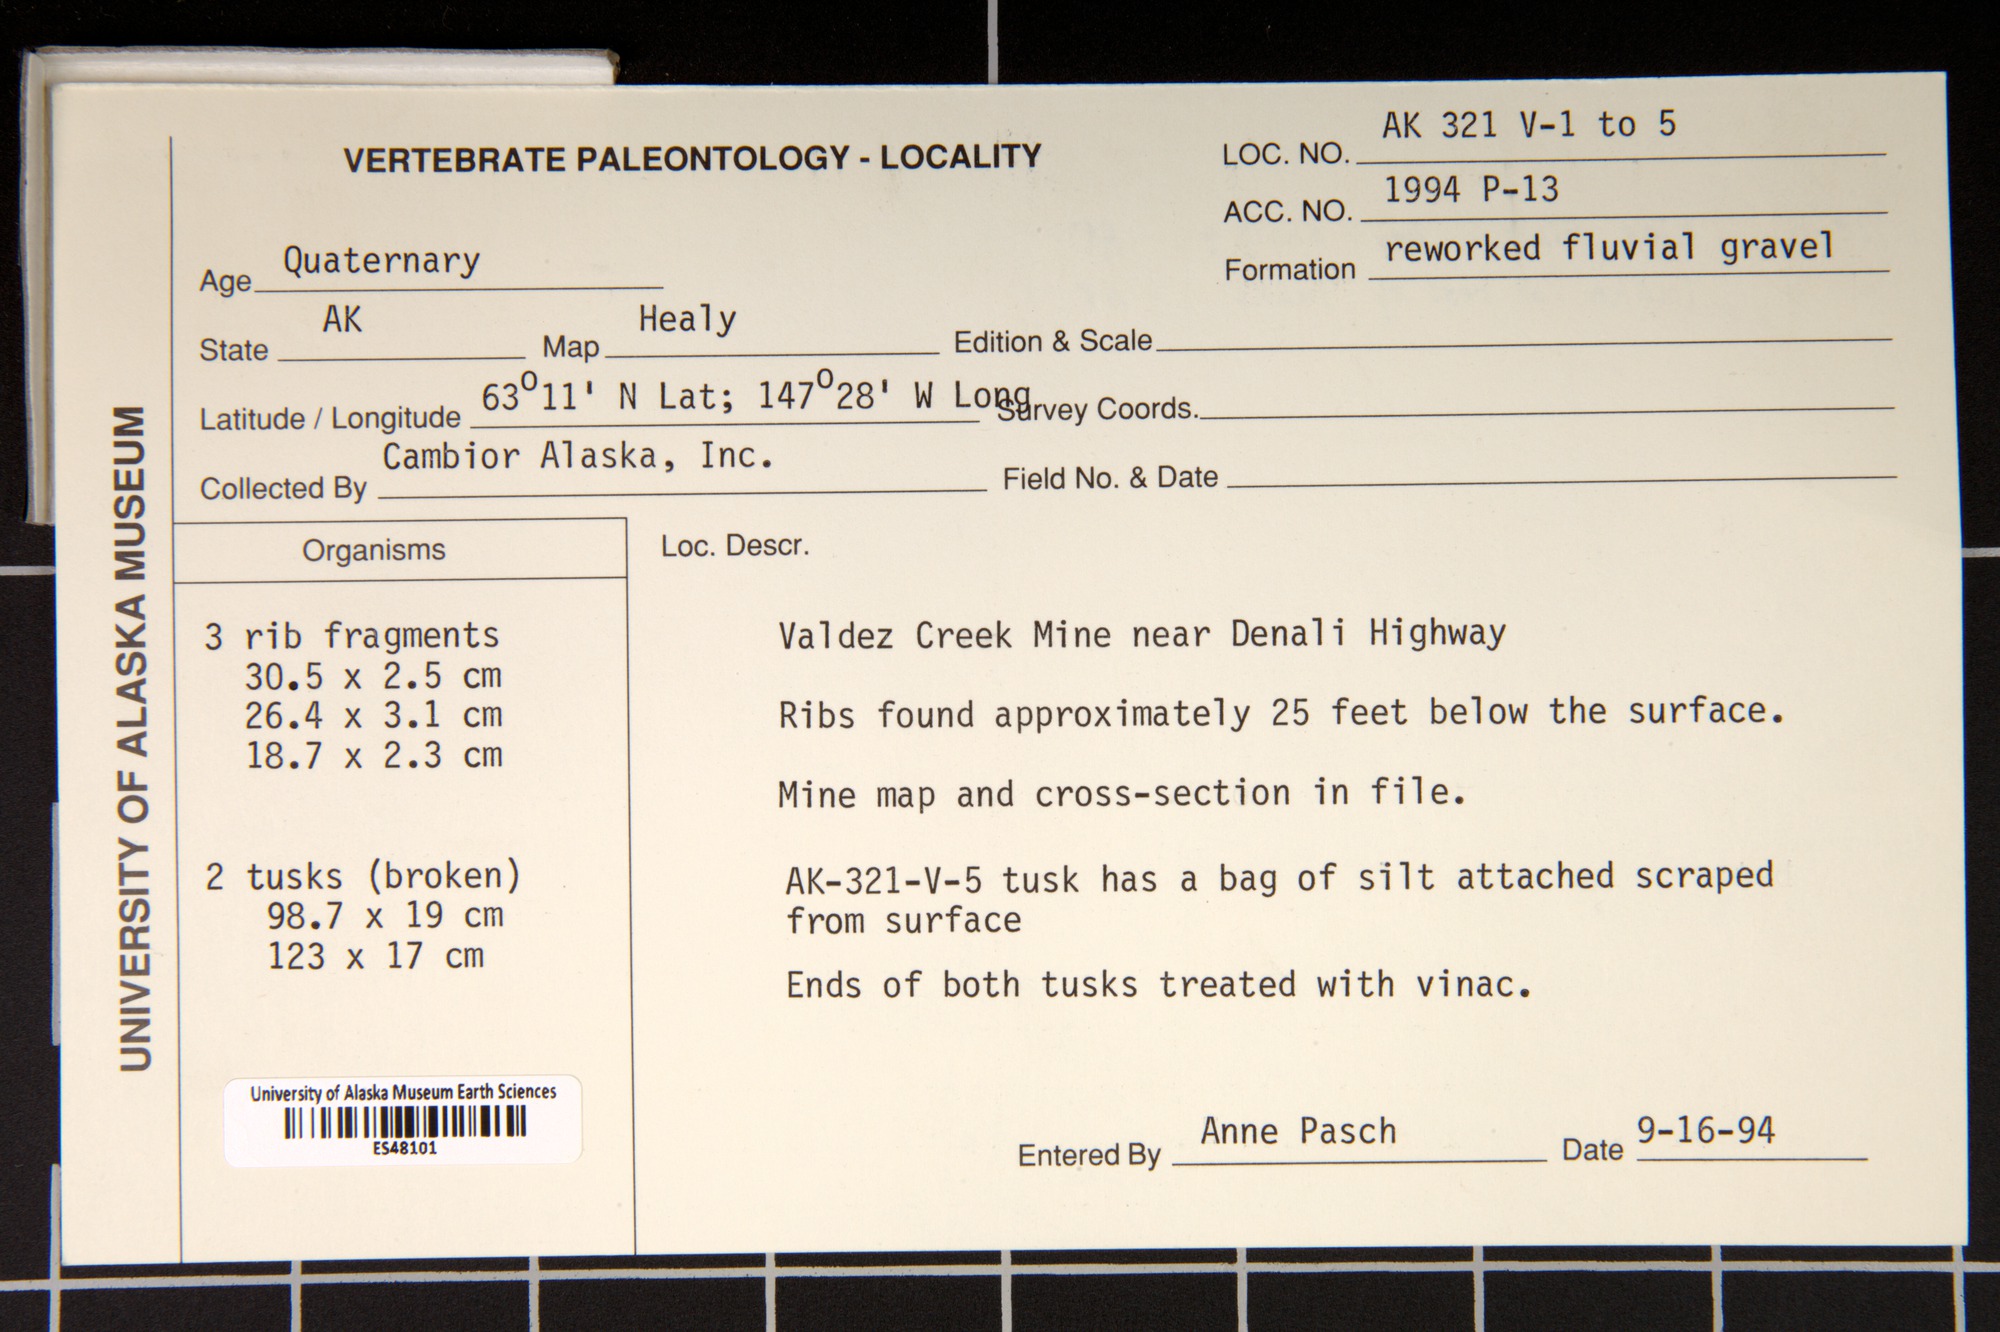 UNIVERSITY OF ALASKA MUSEUM
VERTEBRATE PALEONTOLOGY - LOCALITY
LOC. NO. AK 321 V-1 to 5
ACC. NO. 1994 P-13
Formation reworked fluvial gravel
Age Quaternary
State AK Map Healy Edition & Scale
Latitude / Longitude 63°11' N Lat; 147°28' W Long Survey Coords.
Collected By Cambior Alaska, Inc. Field No. & Date
Organisms
3 rib fragments
30.5 x 2.5 cm
26.4 x 3.1 cm
18.7 x 2.3 cm
2 tusks (broken)
98.7 x 19 cm
123 x 17 cm
Loc. Descr.
Valdez Creek Mine near Denali Highway
Ribs found approximately 25 feet below the surface.
Mine map and cross-section in file.
AK-321-V-5 tusk has a bag of silt attached scraped
from surface
Ends of both tusks treated with vinac.
University of Alaska Museum Earth Sciences
ES48101
Entered By Anne Pasch Date 9-16-94